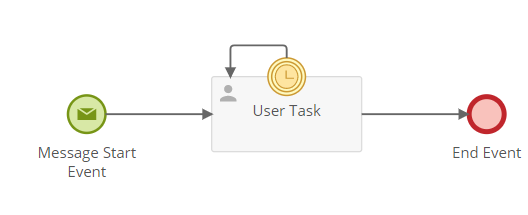 User Task
Message Start
Event
End Event